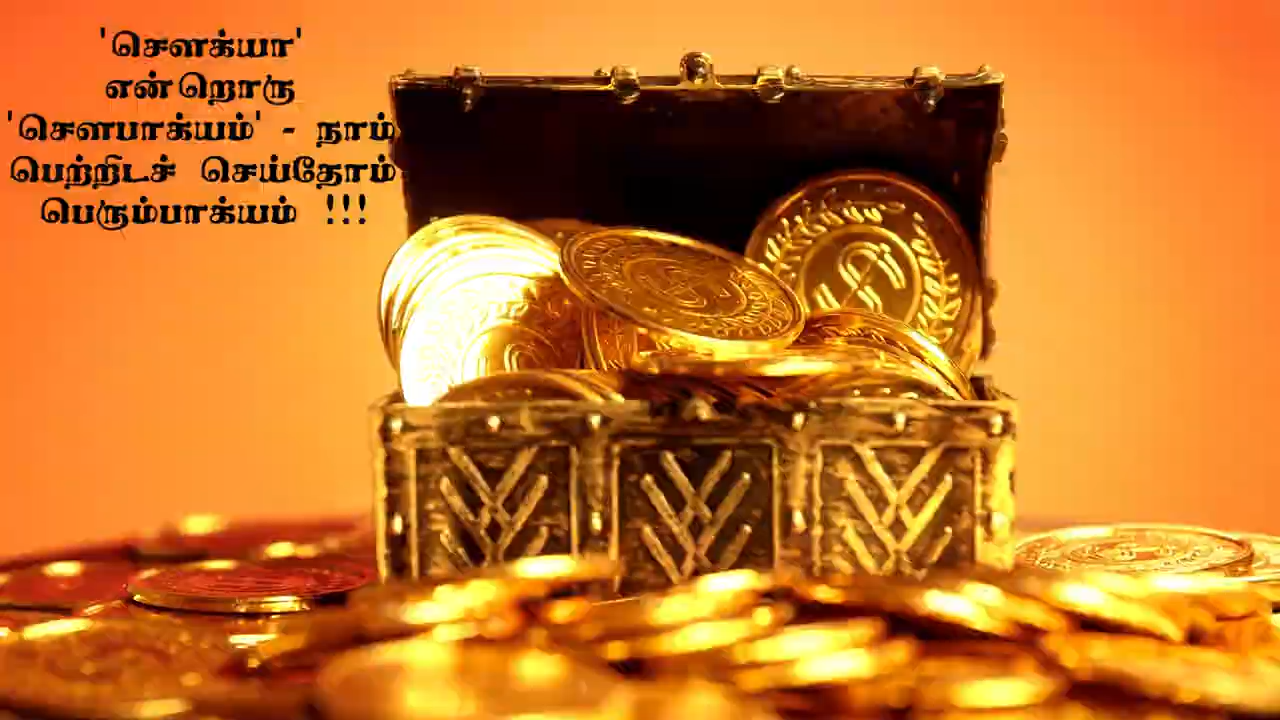 'சௌக்யா'
என்றொரு
'சௌபாக்யம்' - நாம்
பெற்றிடச் செய்தோம்
பெரும்பாக்யம் !!!